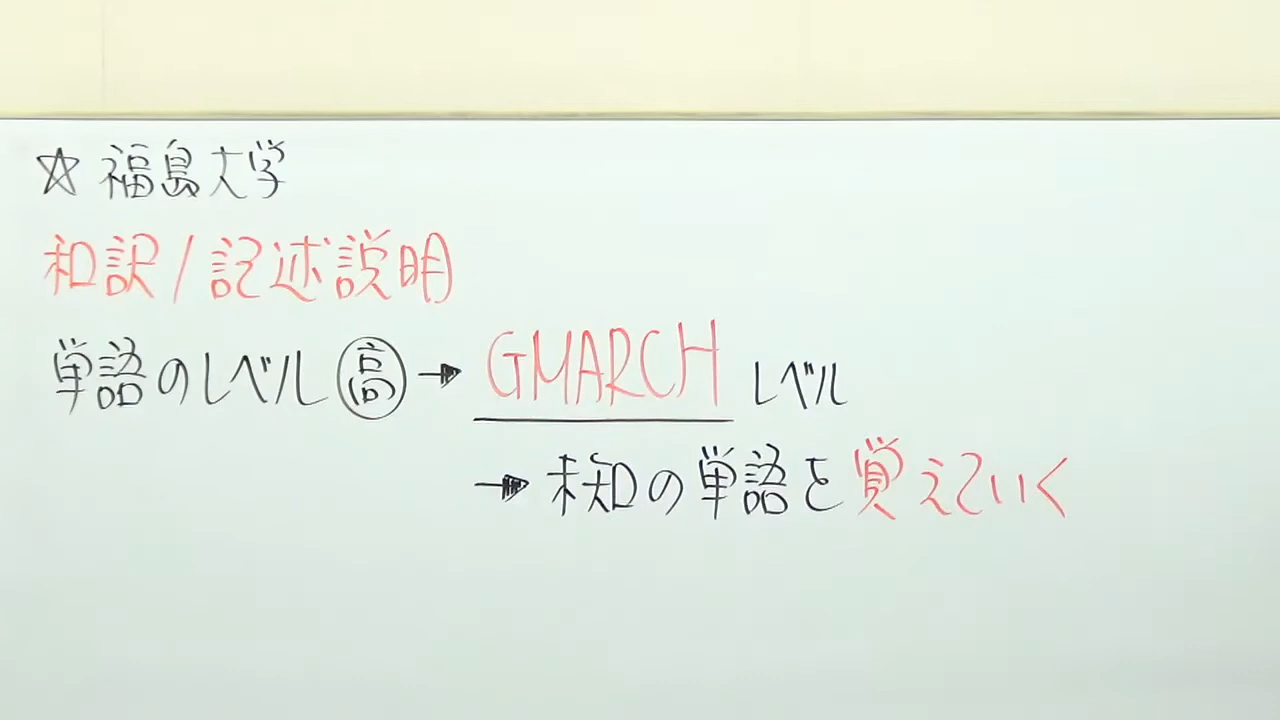 ☆ 福島大学
和訳/記述説明
単語のレベル 高 → GMARCH レベル
→ 未知の単語を覚えていく